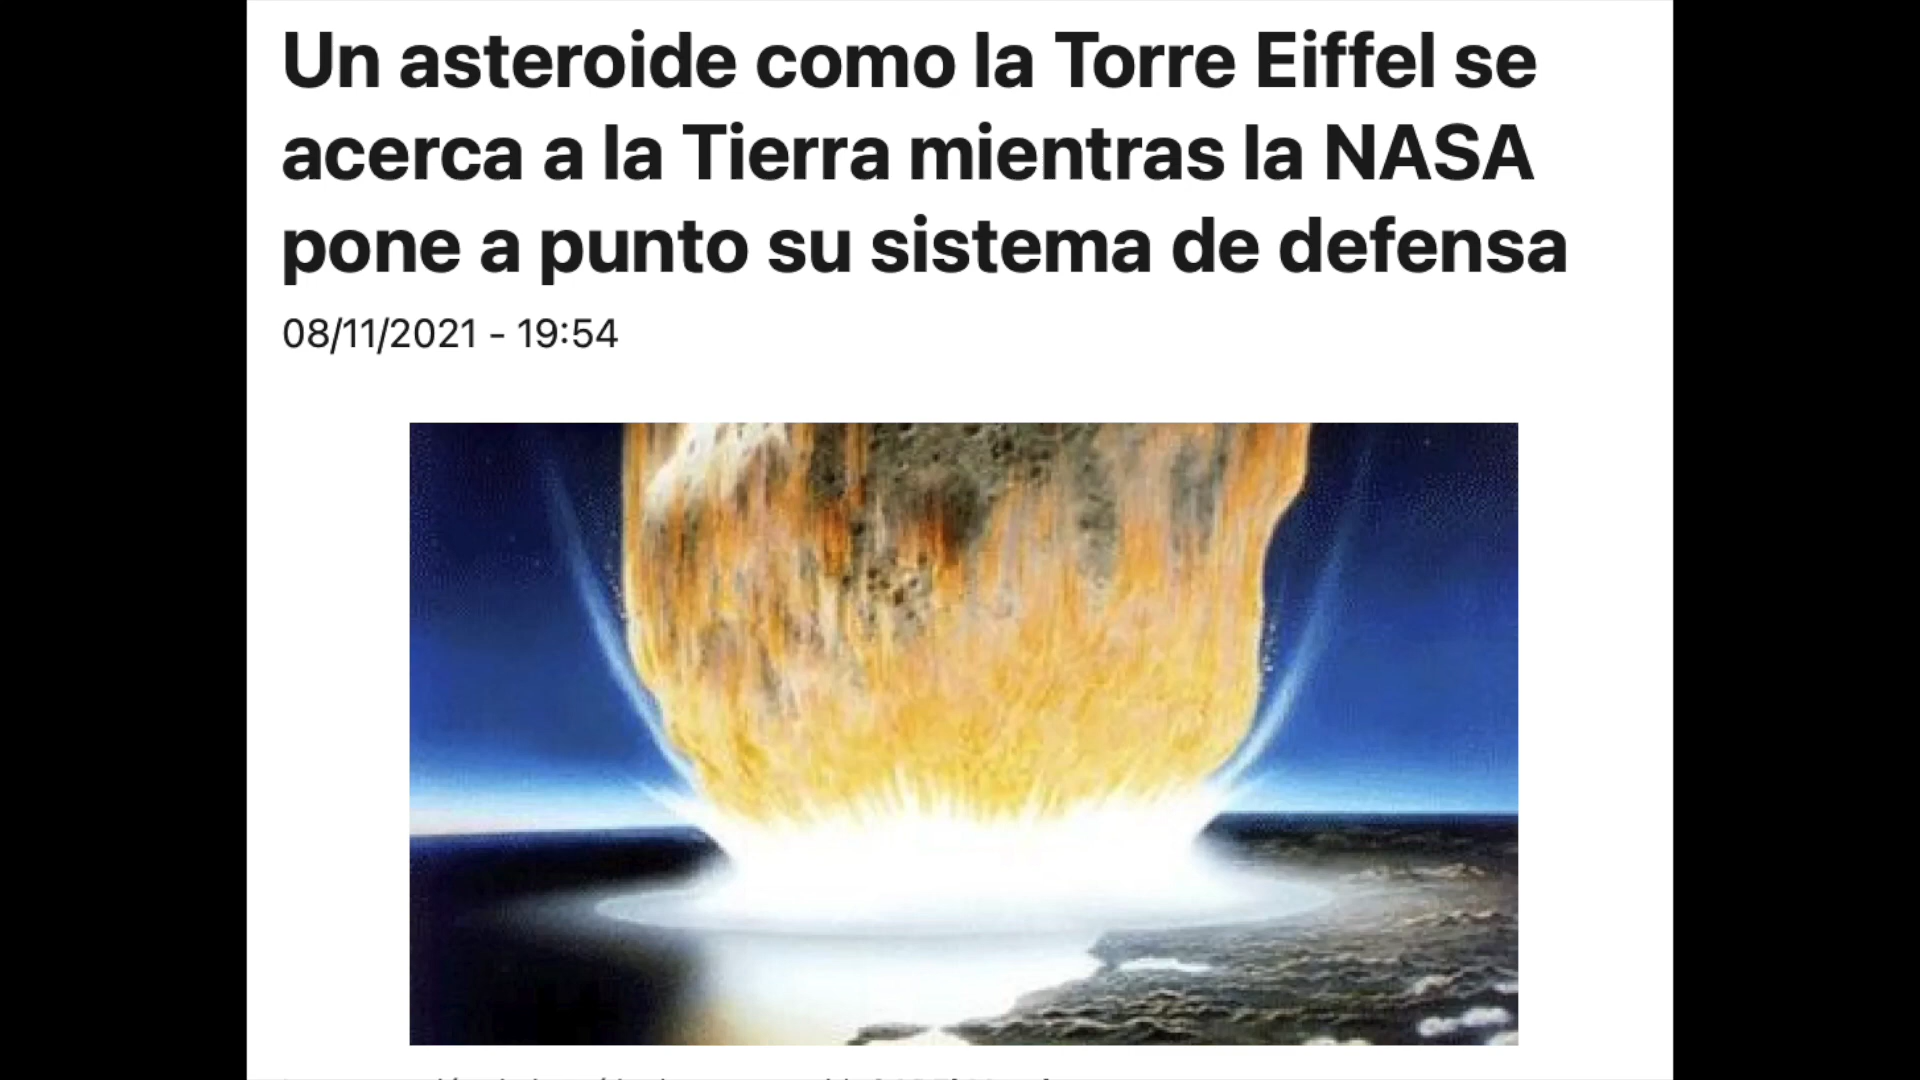 Un asteroide como la Torre Eiffel se
acerca a la Tierra mientras la NASA
pone a punto su sistema de defensa
08/11/2021 - 19:54